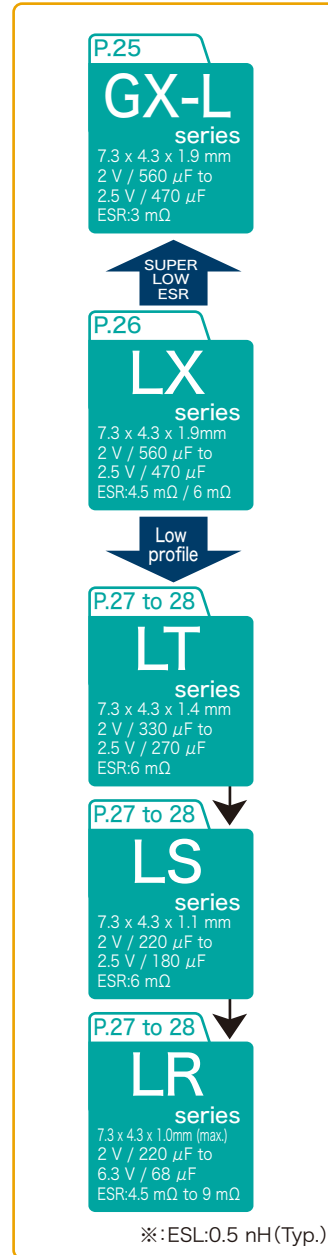 P.25
GX-L
series
7.3 x 4.3 x 1.9 mm
2 V / 560 μF to
2.5 V / 470 μF
ESR:3 mΩ
SUPER
LOW
ESR
P.26
LX
series
7.3 x 4.3 x 1.9mm
2 V / 560 μF to
2.5 V / 470 μF
ESR:4.5 mΩ / 6 mΩ
Low
profile
P.27 to 28
LT
series
7.3 x 4.3 x 1.4 mm
2 V / 330 μF to
2.5 V / 270 μF
ESR:6 mΩ
P.27 to 28
LS
series
7.3 x 4.3 x 1.1 mm
2 V / 220 μF to
2.5 V / 180 μF
ESR:6 mΩ
P.27 to 28
LR
series
7.3 x 4.3 x 1.0mm (max.)
2 V / 220 μF to
6.3 V / 68 μF
ESR:4.5 mΩ to 9 mΩ
※:ESL:0.5 nH(Typ.)